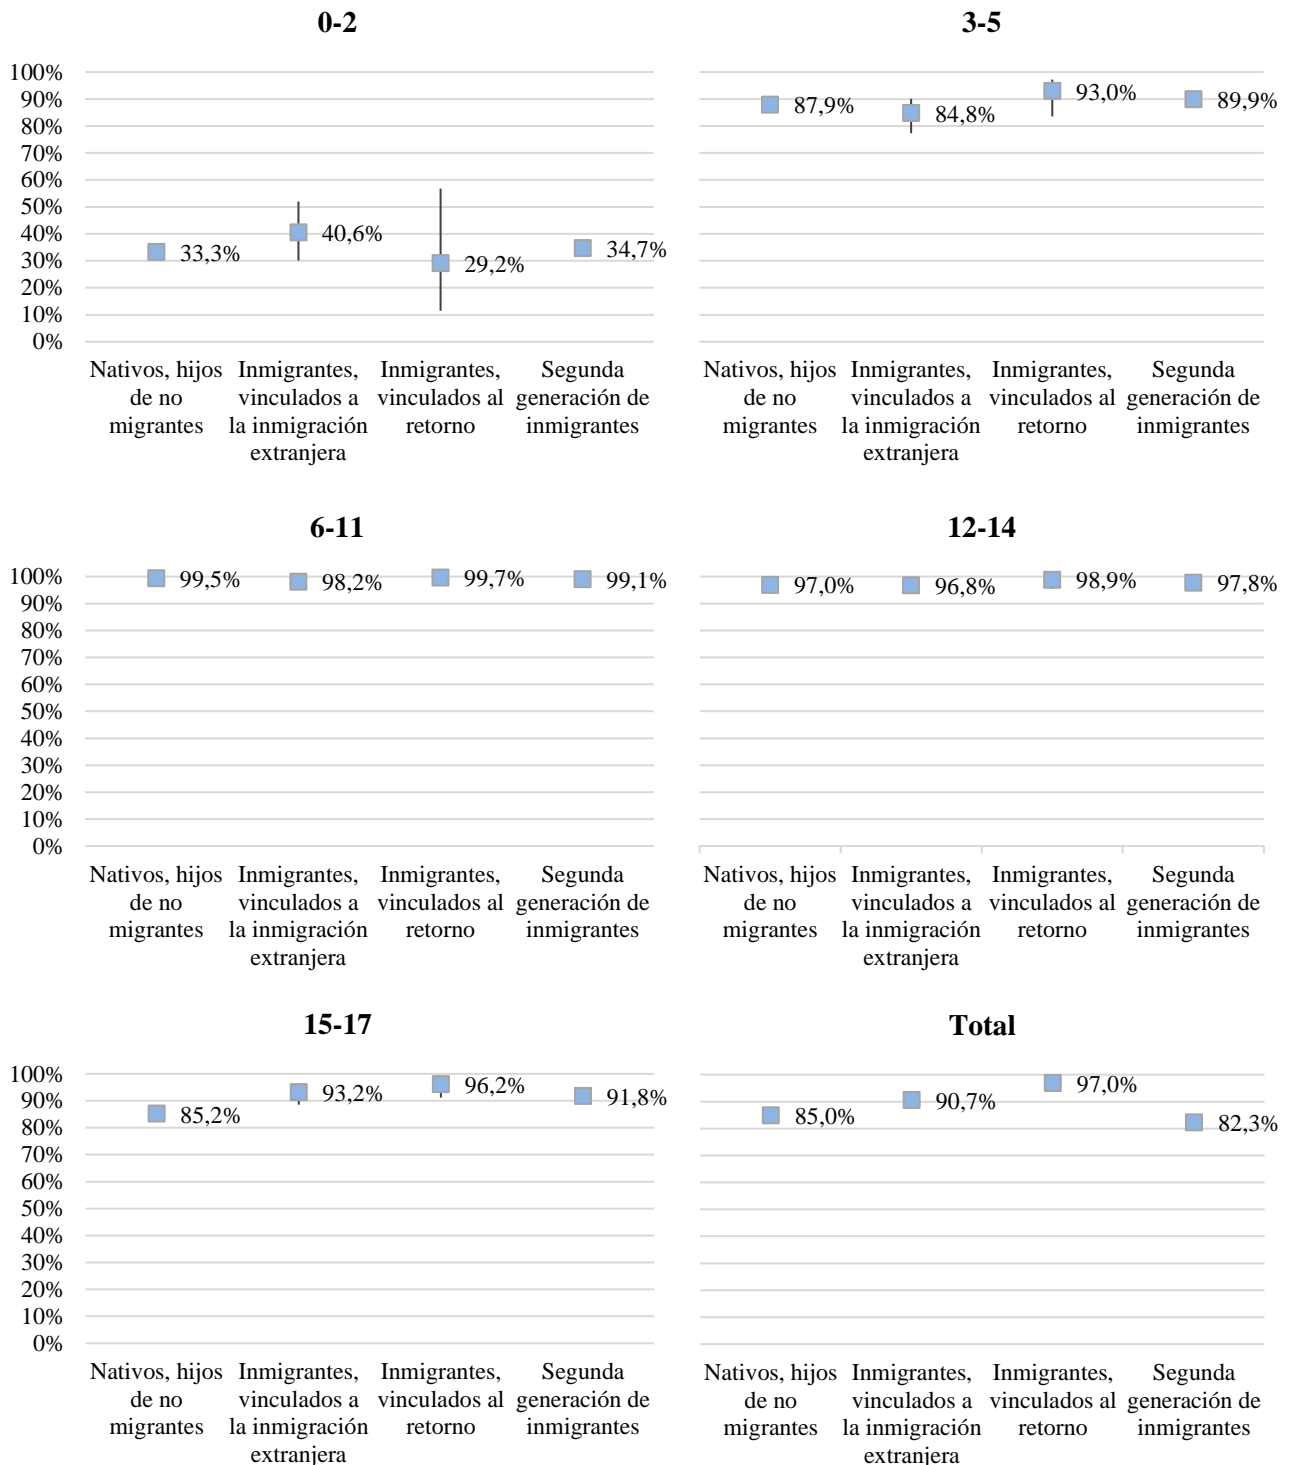 0-2
100%
90%
80%
70%
60%
50%
40%
30%
20%
10%
0%
33,3%
40,6%
29,2%
34,7%
Nativos, hijos
de no
migrantes
Inmigrantes,
vinculados a
la inmigración
extranjera
Inmigrantes,
vinculados al
retorno
Segunda
generación de
inmigrantes
3-5
87,9%
84,8%
93,0%
89,9%
Nativos, hijos
de no
migrantes
Inmigrantes,
vinculados a
la inmigración
extranjera
Inmigrantes,
vinculados al
retorno
Segunda
generación de
inmigrantes
6-11
100%
90%
80%
70%
60%
50%
40%
30%
20%
10%
0%
99,5%
98,2%
99,7%
99,1%
Nativos, hijos
de no
migrantes
Inmigrantes,
vinculados a
la inmigración
extranjera
Inmigrantes,
vinculados al
retorno
Segunda
generación de
inmigrantes
12-14
97,0%
96,8%
98,9%
97,8%
Nativos, hijos
de no
migrantes
Inmigrantes,
vinculados a
la inmigración
extranjera
Inmigrantes,
vinculados al
retorno
Segunda
generación de
inmigrantes
15-17
100%
90%
80%
70%
60%
50%
40%
30%
20%
10%
0%
85,2%
93,2%
96,2%
91,8%
Nativos, hijos
de no
migrantes
Inmigrantes,
vinculados a
la inmigración
extranjera
Inmigrantes,
vinculados al
retorno
Segunda
generación de
inmigrantes
Total
85,0%
90,7%
97,0%
82,3%
Nativos, hijos
de no
migrantes
Inmigrantes,
vinculados a
la inmigración
extranjera
Inmigrantes,
vinculados al
retorno
Segunda
generación de
inmigrantes